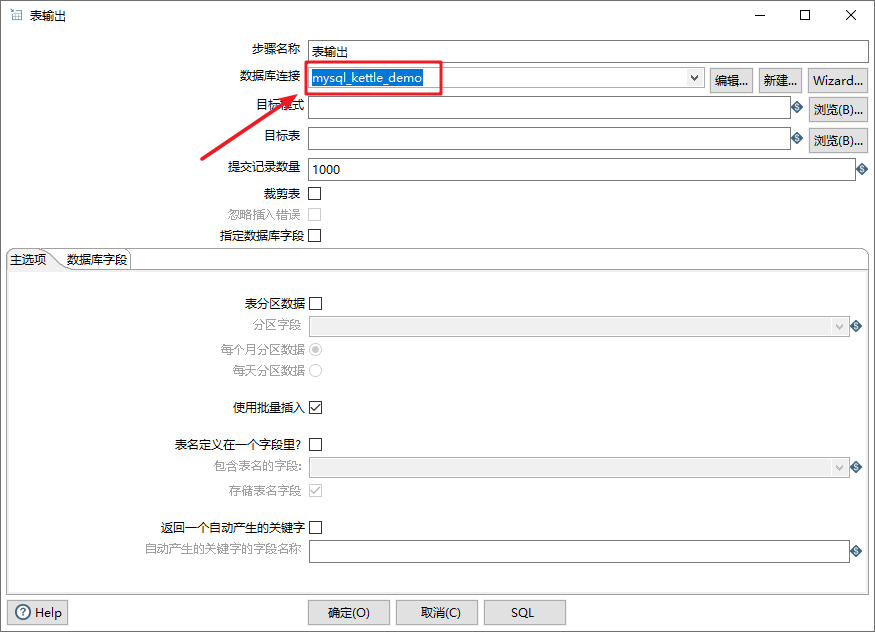 表输出
步骤名称 表输出
数据库连接 mysql_kettle_demo 编辑... 新建... Wizard...
目标模式 浏览(B)...
目标表 浏览(B)...
提交记录数量 1000
裁剪表
忽略插入错误
指定数据库字段
主选项 数据库字段
表分区数据
分区字段
每个月分区数据
每天分区数据
使用批量插入
表名定义在一个字段里?
包含表名的字段:
存储表名字段
返回一个自动产生的关键字
自动产生的关键字的字段名称
Help 确定(O) 取消(C) SQL